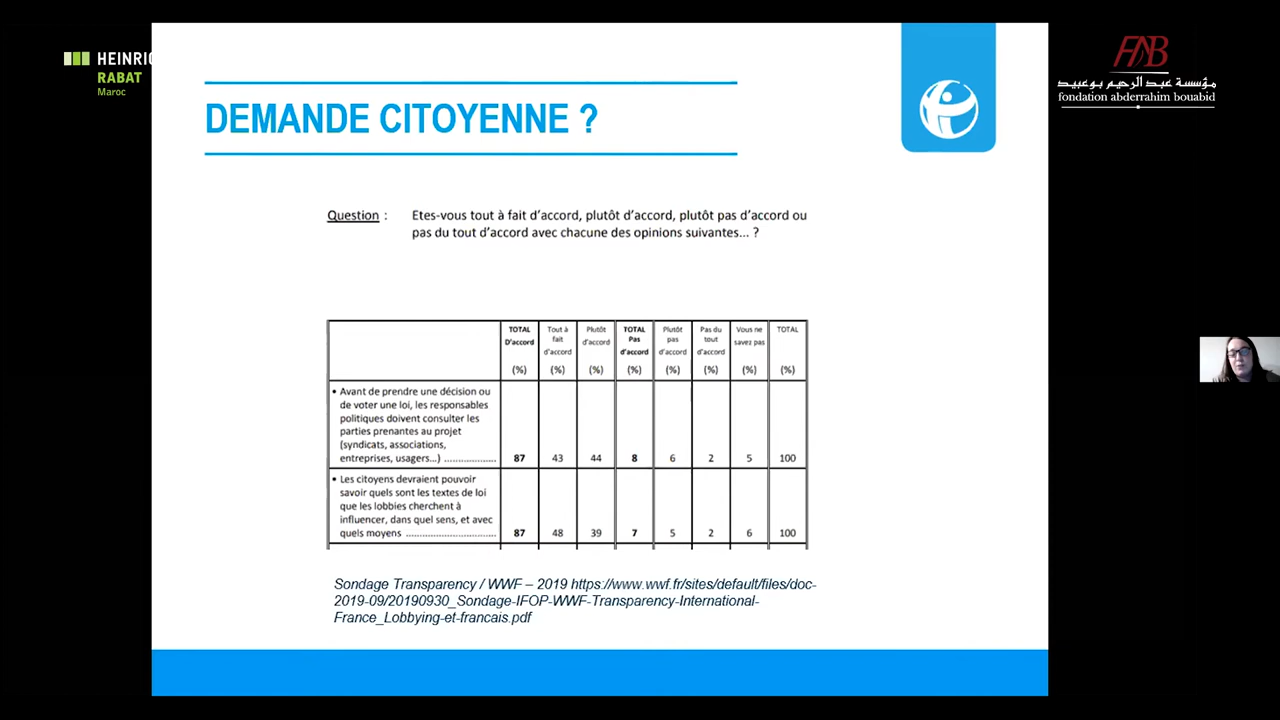 HEINRIC
RABAT
Maroc
FAB
مؤسسة عبد الرحيم بوعبيد
fondation abderrahim bouabid
DEMANDE CITOYENNE ?
Question : Etes-vous tout à fait d'accord, plutôt d'accord, plutôt pas d'accord ou
pas du tout d'accord avec chacune des opinions suivantes... ?
TOTAL D'accord (%) Tout à fait d'accord (%) Plutôt d'accord (%) TOTAL Pas d'accord (%) Plutôt pas d'accord (%) Pas du tout d'accord (%) Vous ne savez pas (%) TOTAL (%)
• Avant de prendre une décision ou
de voter une loi, les responsables
politiques doivent consulter les
parties prenantes au projet
(syndicats, associations,
entreprises, usagers...) ................... 87 43 44 8 6 2 5 100
• Les citoyens devraient pouvoir
savoir quels sont les textes de loi
que les lobbies cherchent à
influencer, dans quel sens, et avec
quels moyens ................................ 87 48 39 7 5 2 6 100
Sondage Transparency / WWF – 2019 https://www.wwf.fr/sites/default/files/doc-
2019-09/20190930_Sondage-IFOP-WWF-Transparency-International-
France_Lobbying-et-francais.pdf